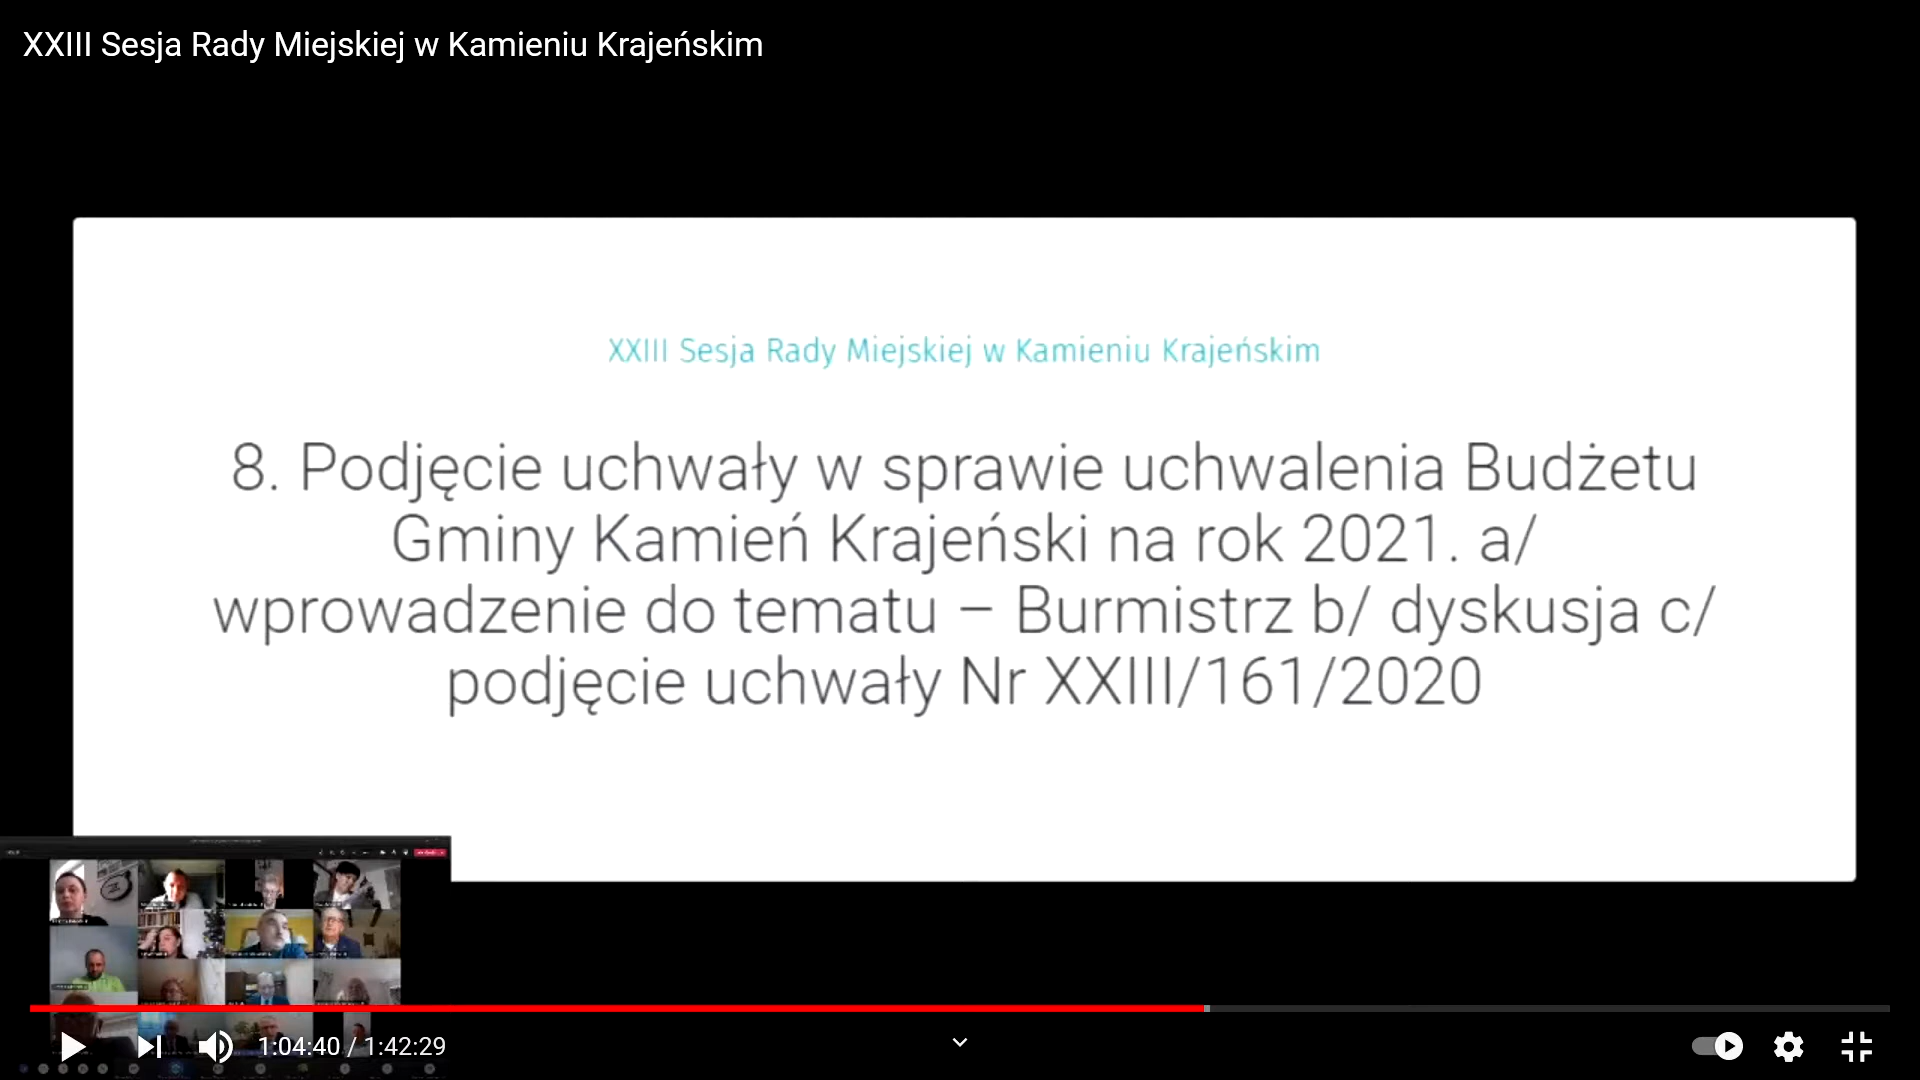 XXIII Sesja Rady Miejskiej w Kamieniu Krajeńskim
XXIII Sesja Rady Miejskiej w Kamieniu Krajeńskim
8. Podjęcie uchwały w sprawie uchwalenia Budżetu
Gminy Kamień Krajeński na rok 2021. a/
wprowadzenie do tematu – Burmistrz b/ dyskusja c/
podjęcie uchwały Nr XXIII/161/2020
1:04:40 / 1:42:29